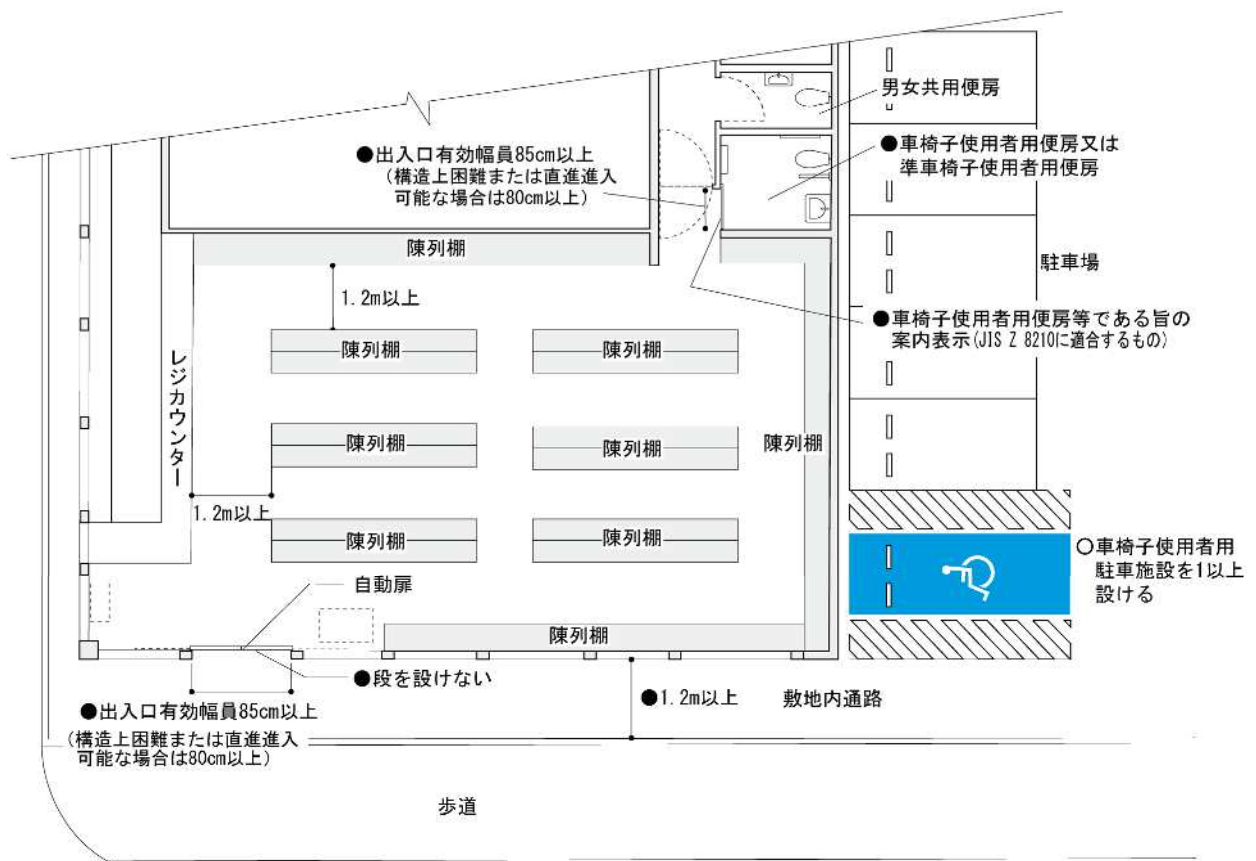 男女共用便房
●出入口有効幅員85cm以上
(構造上困難または直進進入
可能な場合は80cm以上)
●車椅子使用者用便房又は
準車椅子使用者用便房
陳列棚
駐車場
1.2m以上
●車椅子使用者用便房等である旨の
案内表示(JIS Z 8210に適合するもの)
陳列棚
陳列棚
レジカウンター
陳列棚
陳列棚
陳列棚
1.2m以上
陳列棚
陳列棚
○車椅子使用者用
駐車施設を1以上
設ける
自動扉
陳列棚
●段を設けない
●1.2m以上
敷地内通路
●出入口有効幅員85cm以上
(構造上困難または直進進入
可能な場合は80cm以上)
歩道